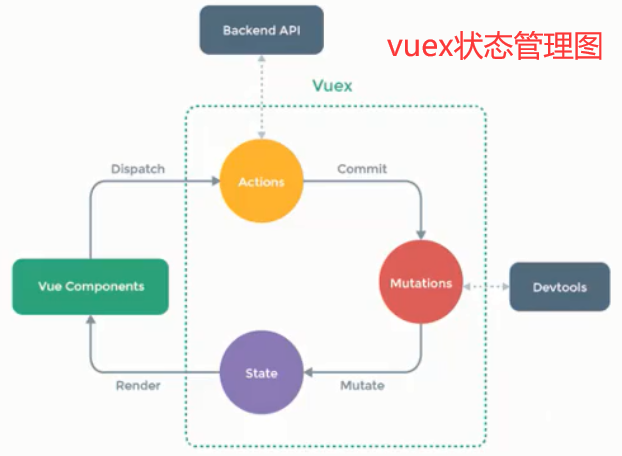 Backend API
vuex状态管理图
Vuex
Dispatch
Actions
Commit
Vue Components
Mutations
Devtools
State
Render
Mutate